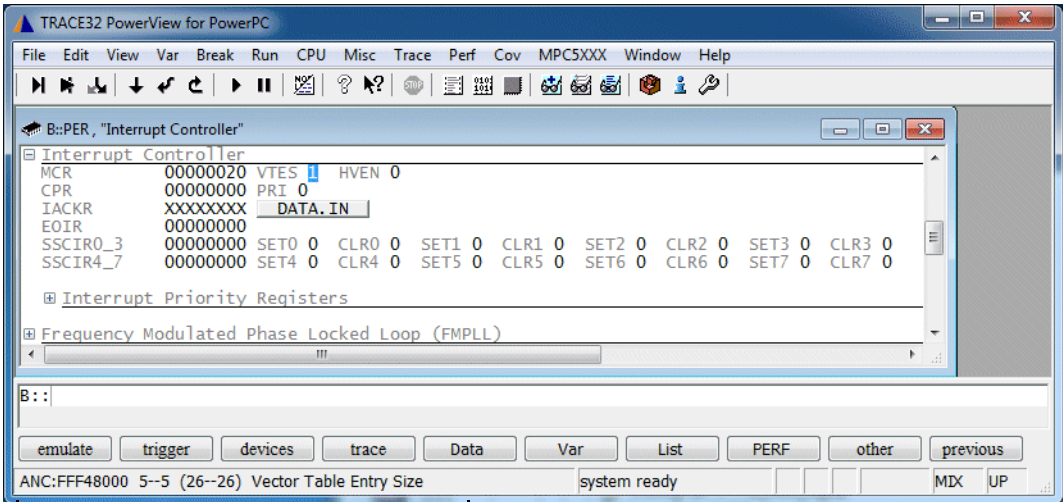 TRACE32 PowerView for PowerPC
File Edit View Var Break Run CPU Misc Trace Perf Cov MPC5XXX Window Help
B::PER , "Interrupt Controller"
Interrupt Controller
MCR 00000020 VTES 1 HVEN 0
CPR 00000000 PRI 0
IACKR XXXXXXXX DATA.IN
EOIR 00000000
SSCIR0_3 00000000 SET0 0 CLR0 0 SET1 0 CLR1 0 SET2 0 CLR2 0 SET3 0 CLR3 0
SSCIR4_7 00000000 SET4 0 CLR4 0 SET5 0 CLR5 0 SET6 0 CLR6 0 SET7 0 CLR7 0
Interrupt Priority Registers
Frequency Modulated Phase Locked Loop (FMPLL)
B::
emulate trigger devices trace Data Var List PERF other previous
ANC:FFF48000 5--5 (26--26) Vector Table Entry Size system ready MIX UP